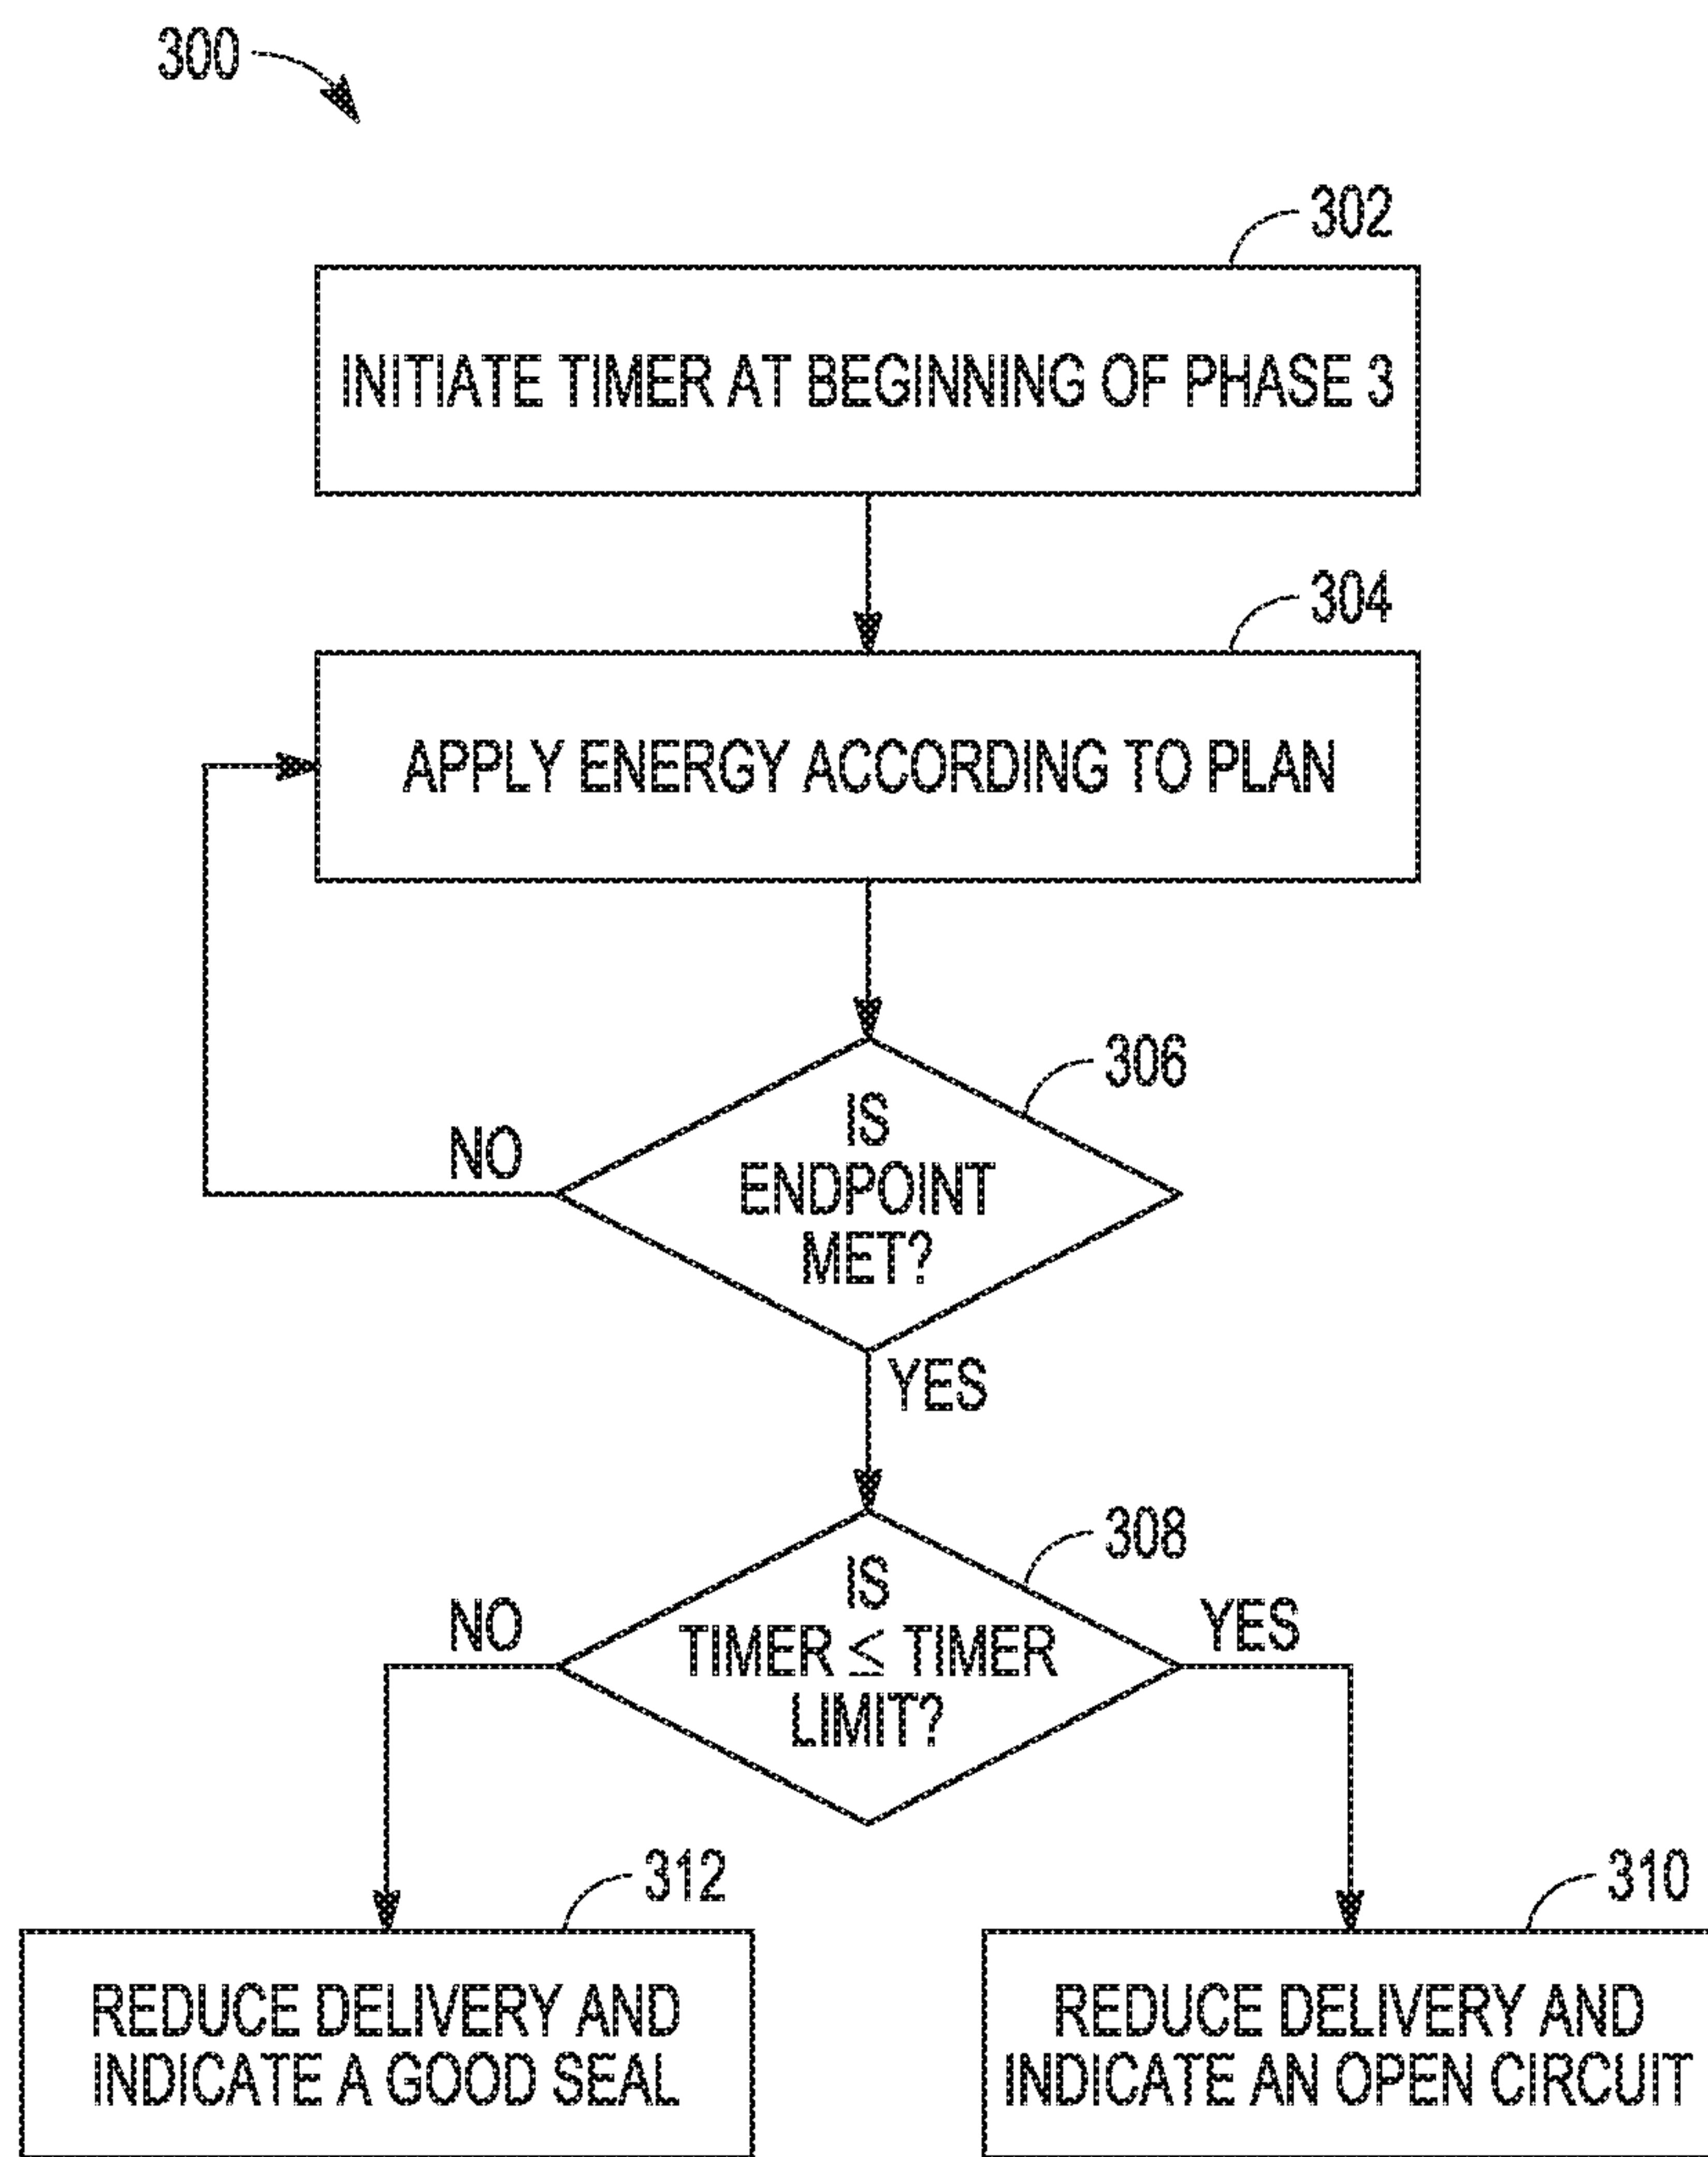 300
302
INITIATE TIMER AT BEGINNING OF PHASE 3
304
APPLY ENERGY ACCORDING TO PLAN
306
IS
ENDPOINT
MET?
NO
YES
308
IS
TIMER ≤ TIMER
LIMIT?
NO
YES
312
REDUCE DELIVERY AND
INDICATE A GOOD SEAL
310
REDUCE DELIVERY AND
INDICATE AN OPEN CIRCUIT